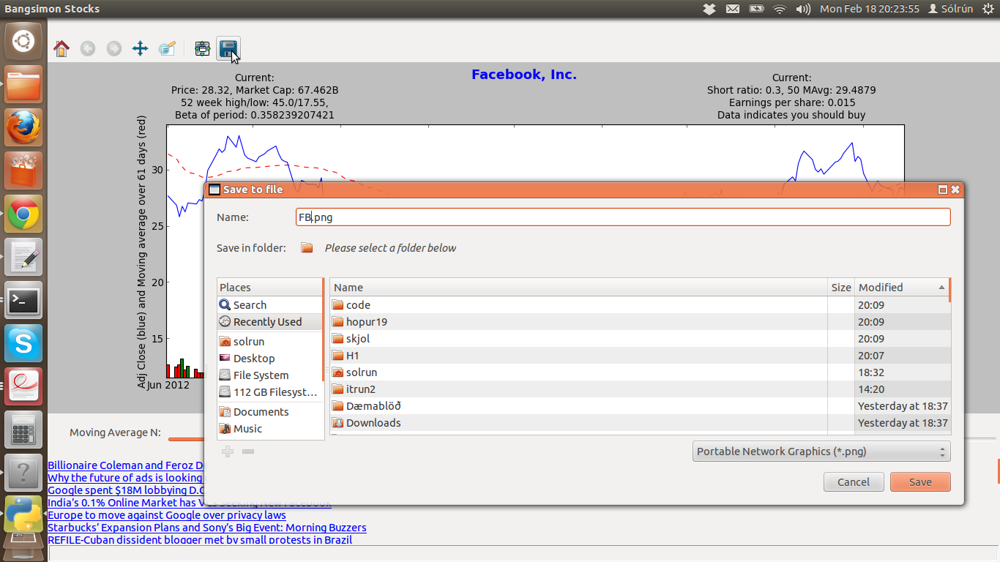 Bangsimon Stocks
Mon Feb 18 20:23:55 Sólrún
Facebook, Inc.
Current:
Price: 28.32, Market Cap: 67.462B
52 week high/low: 45.0/17.55,
Beta of period: 0.358239207421
Current:
Short ratio: 0.3, 50 MAvg: 29.4879
Earnings per share: 0.015
Data indicates you should buy
Adj Close (blue) and Moving average over 61 days (red)
30
25
20
15
Jun 2012
Save to file
Name: FB.png
Save in folder: Please select a folder below
Places
Search
Recently Used
solrun
Desktop
File System
112 GB Filesyst...
Documents
Music
Name Size Modified
code 20:09
hopur19 20:09
skjol 20:09
H1 20:07
solrun 18:32
itrun2 14:20
Dæmablöð Yesterday at 18:37
Downloads Yesterday at 18:37
Portable Network Graphics (*.png)
Cancel Save
Moving Average N:
Billionaire Coleman and Feroz
Why the future of ads is looking
Google spent $18M lobbying
India's 0.1% Online Market has
Europe to move against Google over privacy laws
Starbucks' Expansion Plans and Sony's Big Event: Morning Buzzers
REFILE-Cuban dissident blogger met by small protests in Brazil